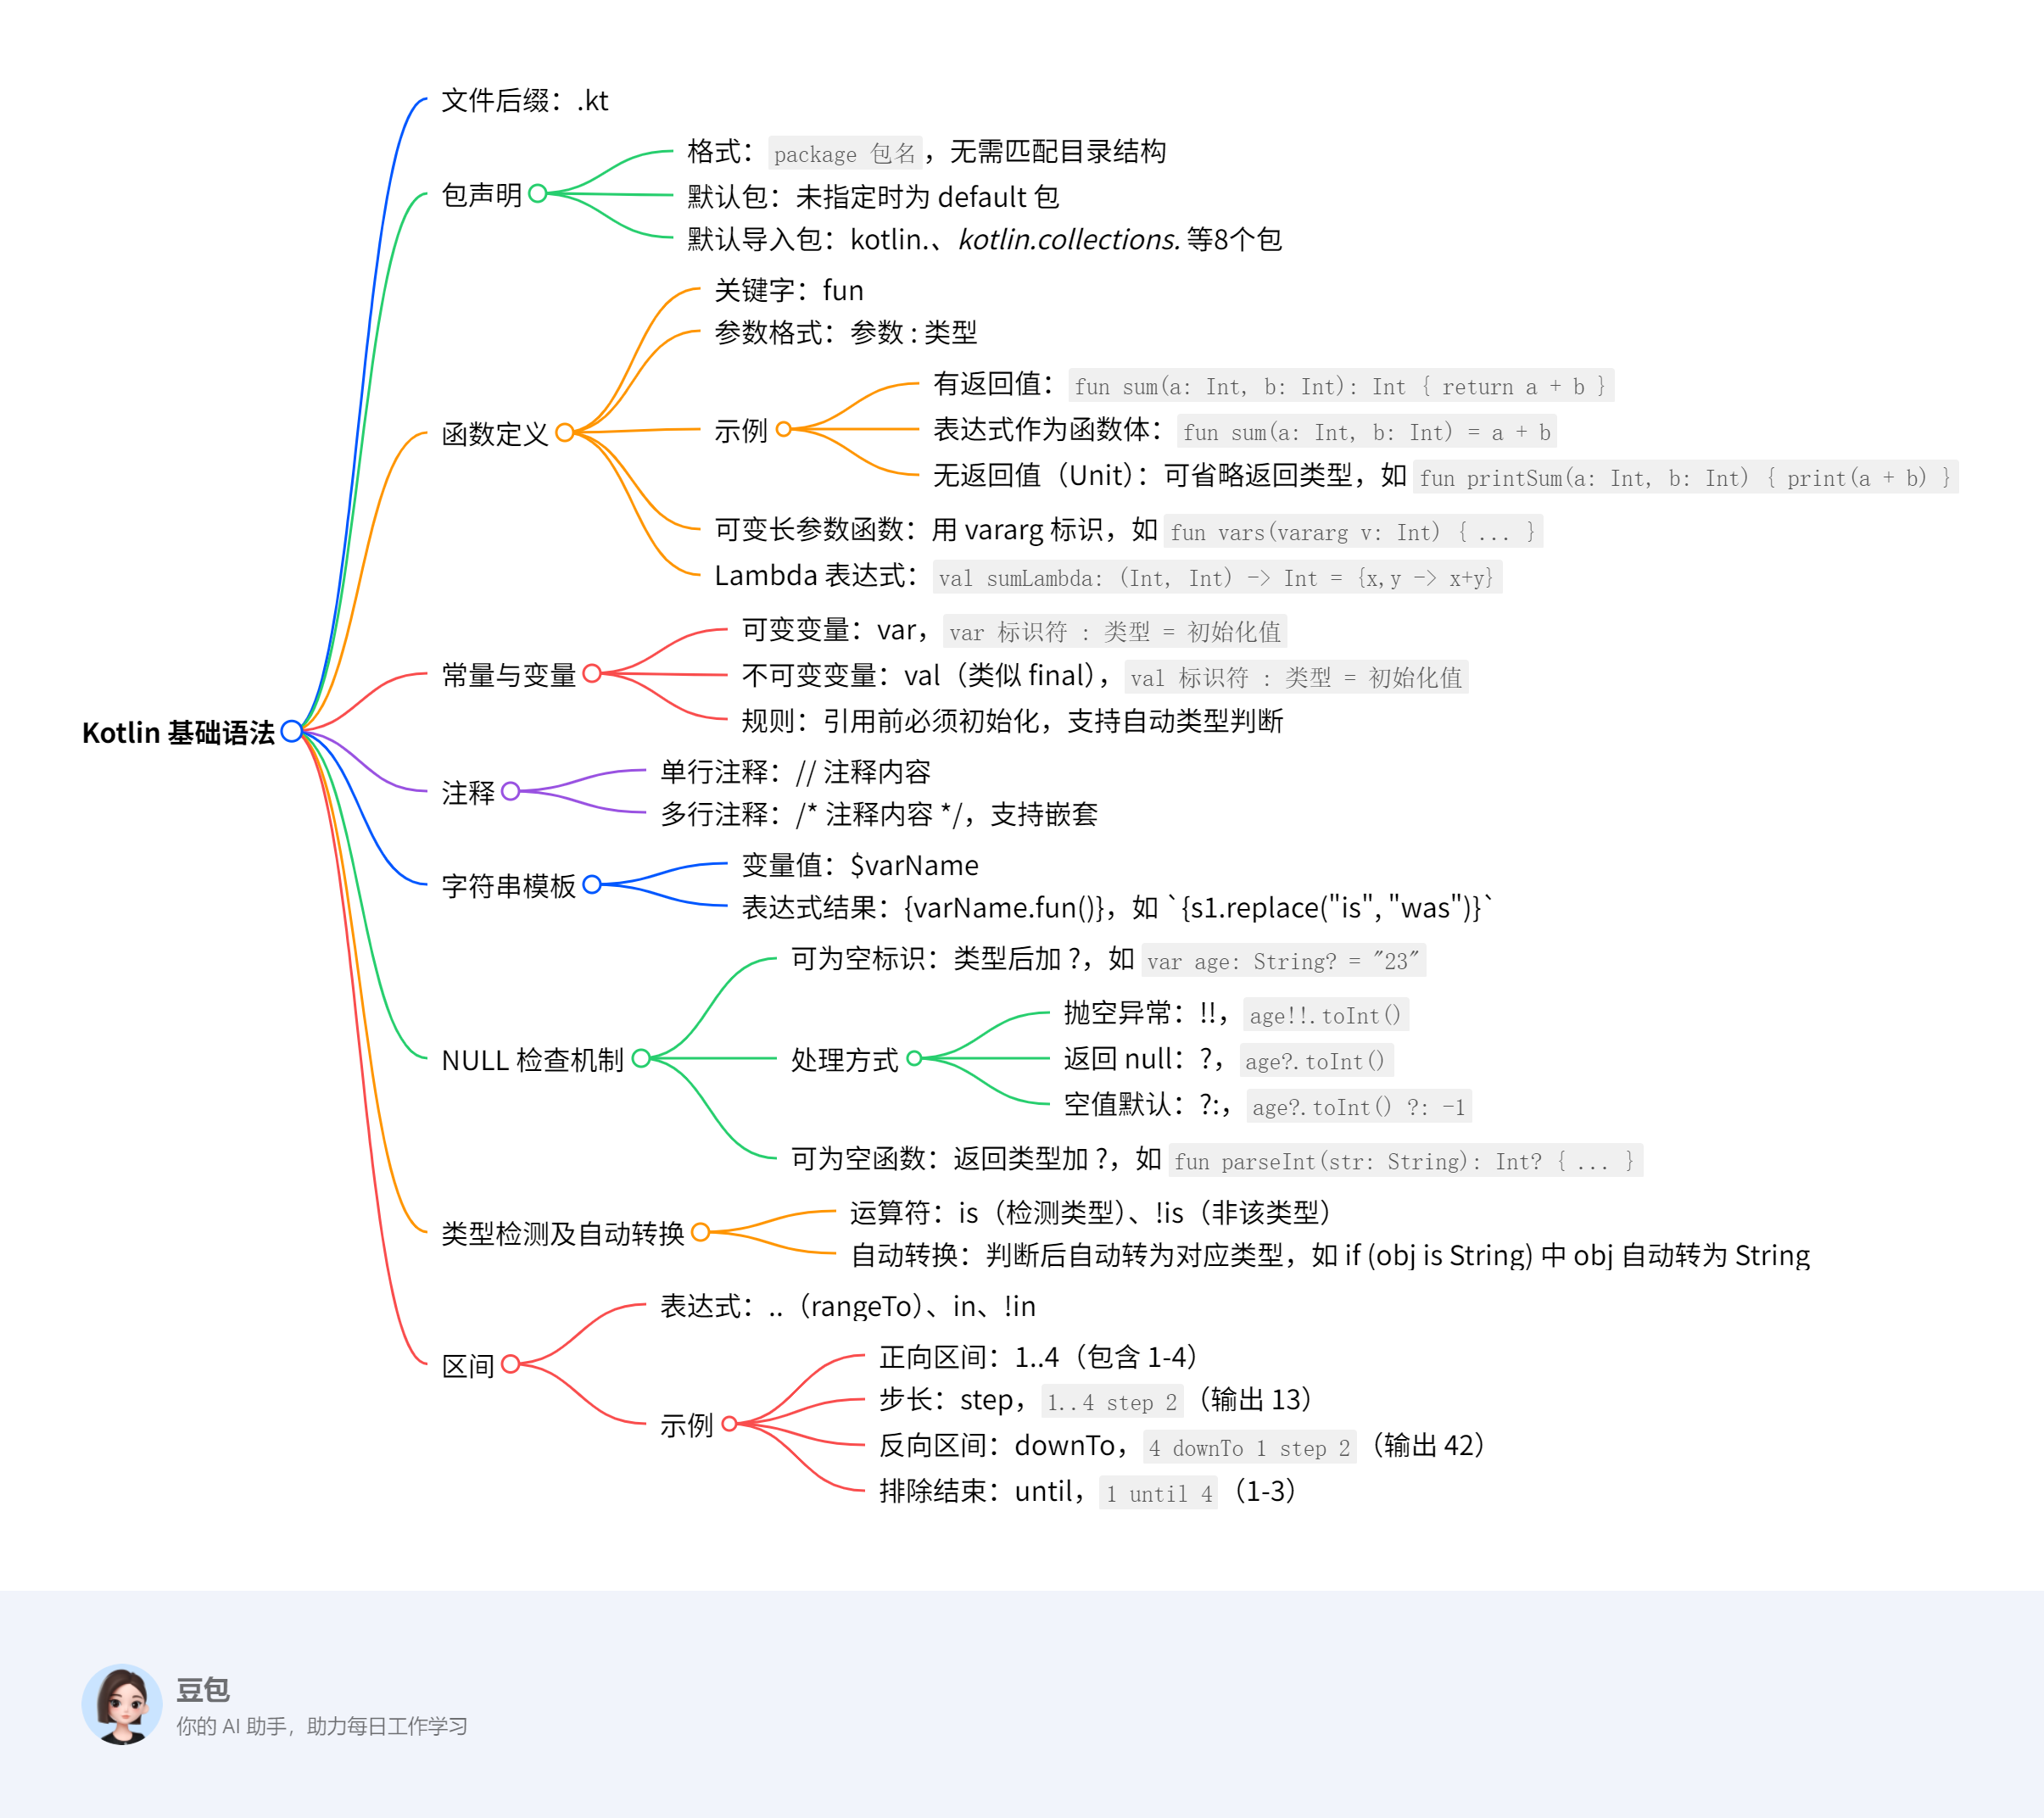 文件后缀：.kt
包声明
格式：package 包名，无需匹配目录结构
默认包：未指定时为 default 包
默认导入包：kotlin.、kotlin.collections. 等8个包
函数定义
关键字：fun
参数格式：参数 : 类型
示例
有返回值：fun sum(a: Int, b: Int): Int { return a + b }
表达式作为函数体：fun sum(a: Int, b: Int) = a + b
无返回值（Unit）：可省略返回类型，如 fun printSum(a: Int, b: Int) { print(a + b) }
可变长参数函数：用 vararg 标识，如 fun vars(vararg v: Int) { ... }
Lambda 表达式：val sumLambda: (Int, Int) -> Int = {x,y -> x+y}
常量与变量
可变变量：var，var 标识符 : 类型 = 初始化值
不可变变量：val（类似 final），val 标识符 : 类型 = 初始化值
规则：引用前必须初始化，支持自动类型判断
Kotlin 基础语法
注释
单行注释：// 注释内容
多行注释：/* 注释内容 */，支持嵌套
字符串模板
变量值：$varName
表达式结果：{varName.fun()}，如 `{s1.replace("is", "was")}`
NULL 检查机制
可为空标识：类型后加 ?，如 var age: String? = "23"
处理方式
抛空异常：!!，age!!.toInt()
返回 null：?，age?.toInt()
空值默认：?:，age?.toInt() ?: -1
可为空函数：返回类型加 ?，如 fun parseInt(str: String): Int? { ... }
类型检测及自动转换
运算符：is（检测类型）、!is（非该类型）
自动转换：判断后自动转为对应类型，如 if (obj is String) 中 obj 自动转为 String
区间
表达式：..（rangeTo）、in、!in
示例
正向区间：1..4（包含 1-4）
步长：step，1..4 step 2（输出 13）
反向区间：downTo，4 downTo 1 step 2（输出 42）
排除结束：until，1 until 4（1-3）
豆包
你的 AI 助手，助力每日工作学习